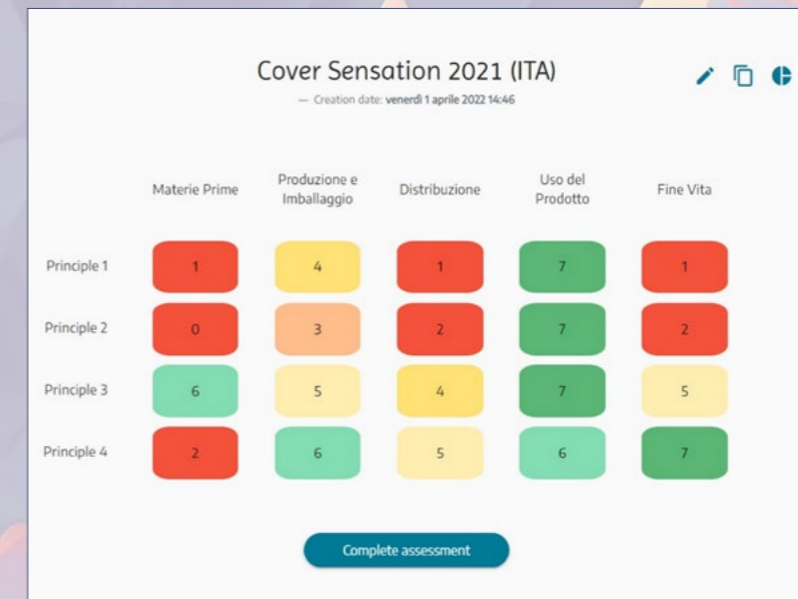 Cover Sensation 2021 (ITA)
— Creation date: venerdì 1 aprile 2022 14:46
Materie Prime
Produzione e
Imballaggio
Distribuzione
Uso del
Prodotto
Fine Vita
Principle 1 1 4 1 7 1
Principle 2 0 3 2 7 2
Principle 3 6 5 4 7 5
Principle 4 2 6 5 6 7
Complete assessment